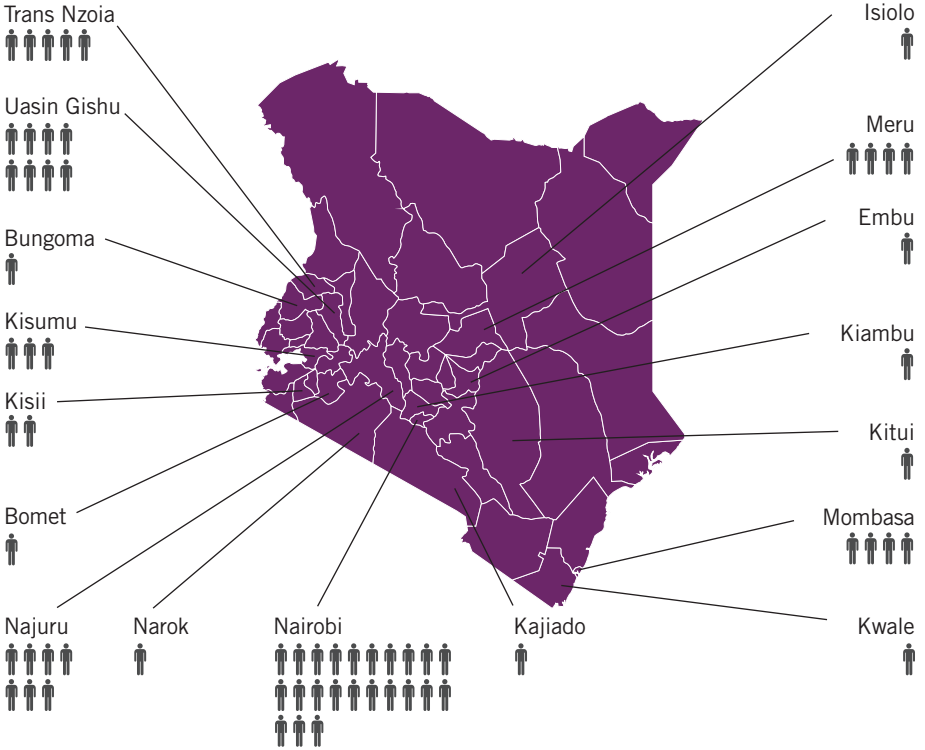 Trans Nzoia
Isiolo
Uasin Gishu
Meru
Embu
Bungoma
Kisumu
Kiambu
Kisii
Kitui
Bomet
Mombasa
Najuru
Narok
Nairobi
Kajiado
Kwale